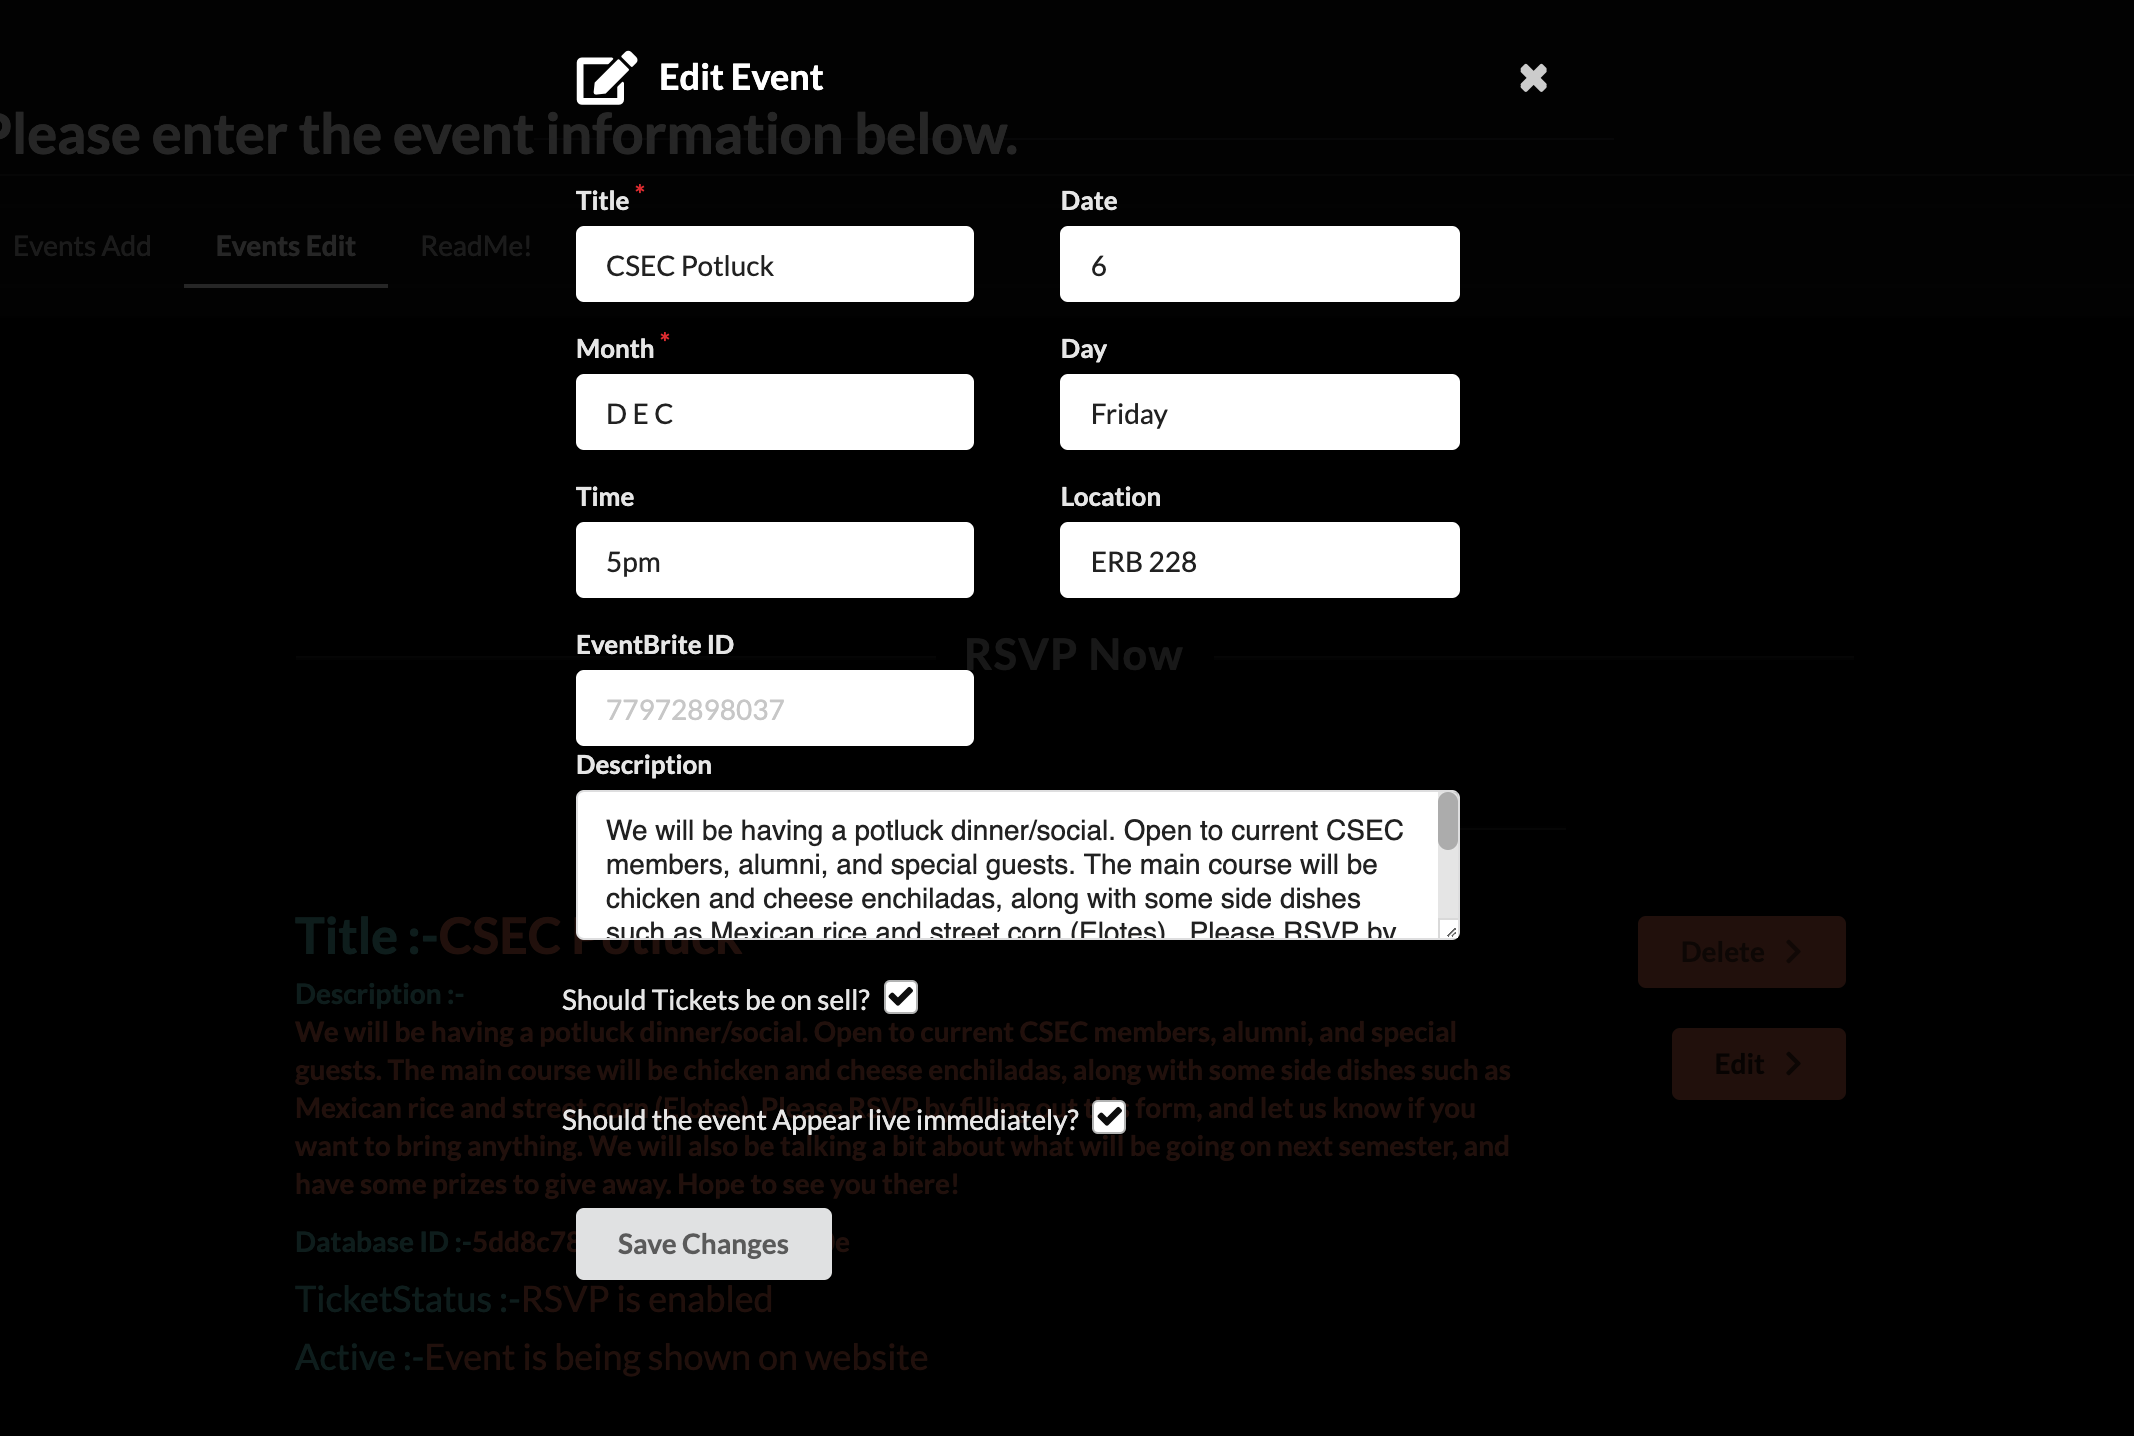 Edit Event
Please enter the event information below.
Title *
Date
Events Add
Events Edit
ReadMe!
CSEC Potluck
6
Month *
Day
D E C
Friday
Time
Location
5pm
ERB 228
EventBrite ID
RSVP Now
77972898037
Description
We will be having a potluck dinner/social. Open to current CSEC
members, alumni, and special guests. The main course will be
chicken and cheese enchiladas, along with some side dishes
such as Mexican rice and street corn (Elotes). Please RSVP by
Title :-CSEC Potluck
Delete
Description :-
Should Tickets be on sell?
We will be having a potluck dinner/social. Open to current CSEC members, alumni, and special
guests. The main course will be chicken and cheese enchiladas, along with some side dishes such as
Edit
Mexican rice and street corn (Elotes). Please RSVP by filling out this form, and let us know if you
Should the event Appear live immediately?
want to bring anything. We will also be talking a bit about what will be going on next semester, and
have some prizes to give away. Hope to see you there!
Database ID :-5dd8c78
Save Changes
TicketStatus :-RSVP is enabled
Active :-Event is being shown on website